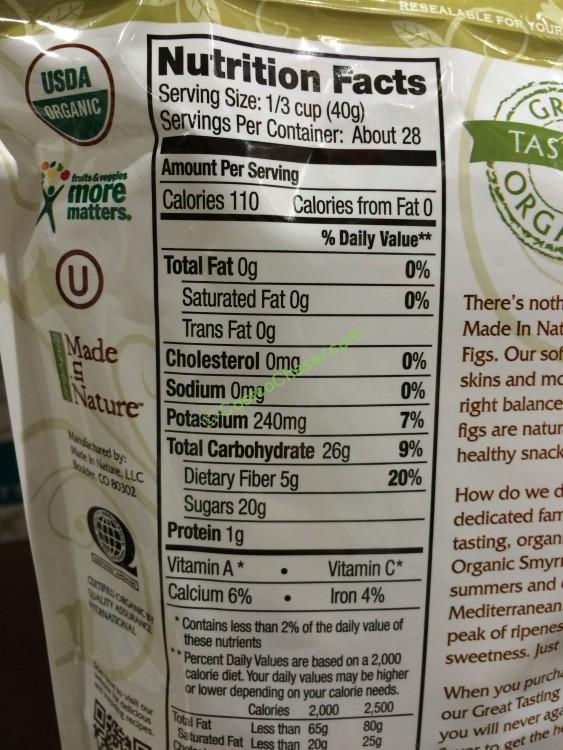 RESEALABLE FOR YOUR
USDA
ORGANIC
fruits & veggies
more
matters.
U
Made
in
Nature
Manufactured by:
Made In Nature, LLC
Boulder, CO 80302
CERTIFIED ORGANIC BY
QUALITY ASSURANCE
INTERNATIONAL
Nutrition Facts
Serving Size: 1/3 cup (40g)
Servings Per Container: About 28
Amount Per Serving
Calories 110 Calories from Fat 0
% Daily Value**
Total Fat 0g 0%
Saturated Fat 0g 0%
Trans Fat 0g
Cholesterol 0mg 0%
Sodium 0mg 0%
Potassium 240mg 7%
Total Carbohydrate 26g 9%
Dietary Fiber 5g 20%
Sugars 20g
Protein 1g
Vitamin A* • Vitamin C*
Calcium 6% • Iron 4%
* Contains less than 2% of the daily value of
these nutrients
** Percent Daily Values are based on a 2,000
calorie diet. Your daily values may be higher
or lower depending on your calorie needs.
Calories 2,000 2,500
Total Fat Less than 65g 80g
Saturated Fat Less than 20g 25g
GR
TAS
ORG
There's noth
Made In Nat
Figs. Our sof
skins and mo
right balance
figs are natur
healthy snack
How do we d
dedicated fam
tasting, organ
Organic Smyr
summers and
Mediterranean
peak of ripenes
sweetness. Just
When you purcha
our Great Tasting
you will never aga
get the h